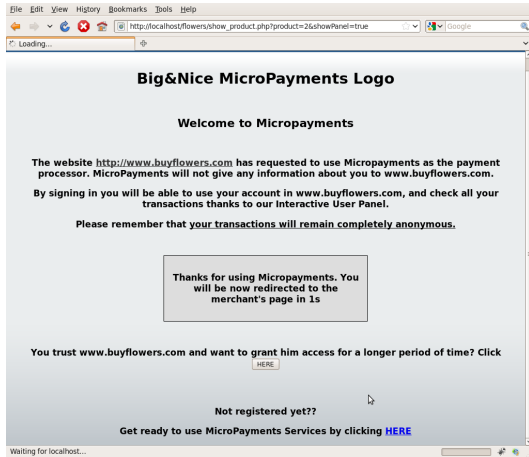 File Edit View History Bookmarks Tools Help
http://localhost/flowers/show_product.php?product=2&showPanel=true
Google
Loading...
Big&Nice MicroPayments Logo
Welcome to Micropayments
The website http://www.buyflowers.com has requested to use Micropayments as the payment
processor. MicroPayments will not give any information about you to www.buyflowers.com.
By signing in you will be able to use your account in www.buyflowers.com, and check all your
transactions thanks to our Interactive User Panel.
Please remember that your transactions will remain completely anonymous.
Thanks for using Micropayments. You
will be now redirected to the
merchant's page in 1s
You trust www.buyflowers.com and want to grant him access for a longer period of time? Click
HERE
Not registered yet??
Get ready to use MicroPayments Services by clicking HERE
Waiting for localhost...